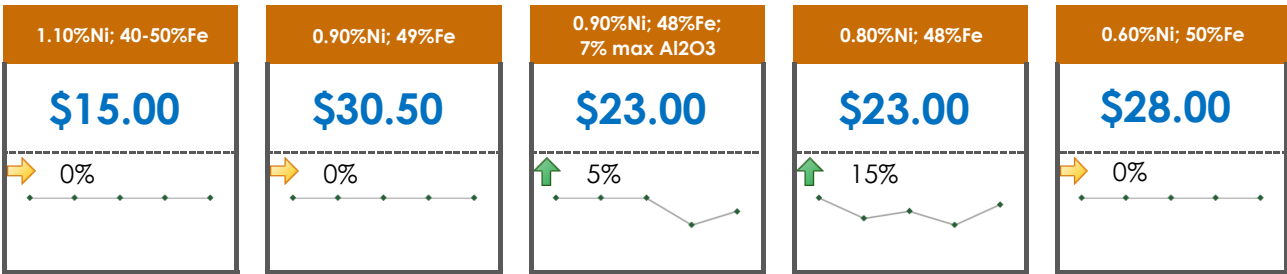 1.10%Ni; 40-50%Fe
$15.00
0%
0.90%Ni; 49%Fe
$30.50
0%
0.90%Ni; 48%Fe;
7% max Al2O3
$23.00
5%
0.80%Ni; 48%Fe
$23.00
15%
0.60%Ni; 50%Fe
$28.00
0%